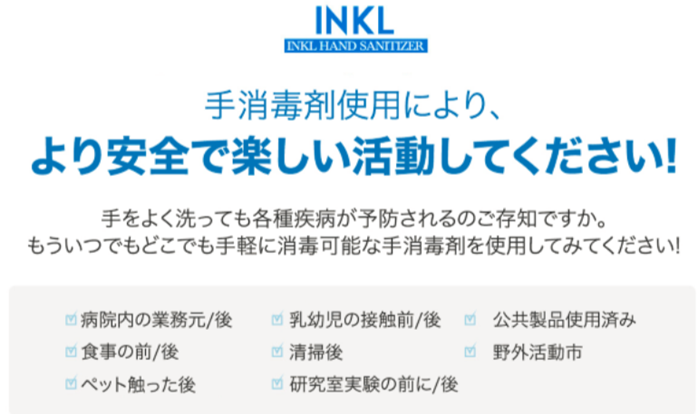 INKL
INKL HAND SANITIZER
手消毒剤使用により、
より安全で楽しい活動してください!
手をよく洗っても各種疾病が予防されるのご存知ですか。
もういつでもどこでも手軽に消毒可能な手消毒剤を使用してみてください!
病院内の業務元/後 乳幼児の接触前/後 公共製品使用済み
食事の前/後 清掃後 野外活動市
ペット触った後 研究室実験の前に/後